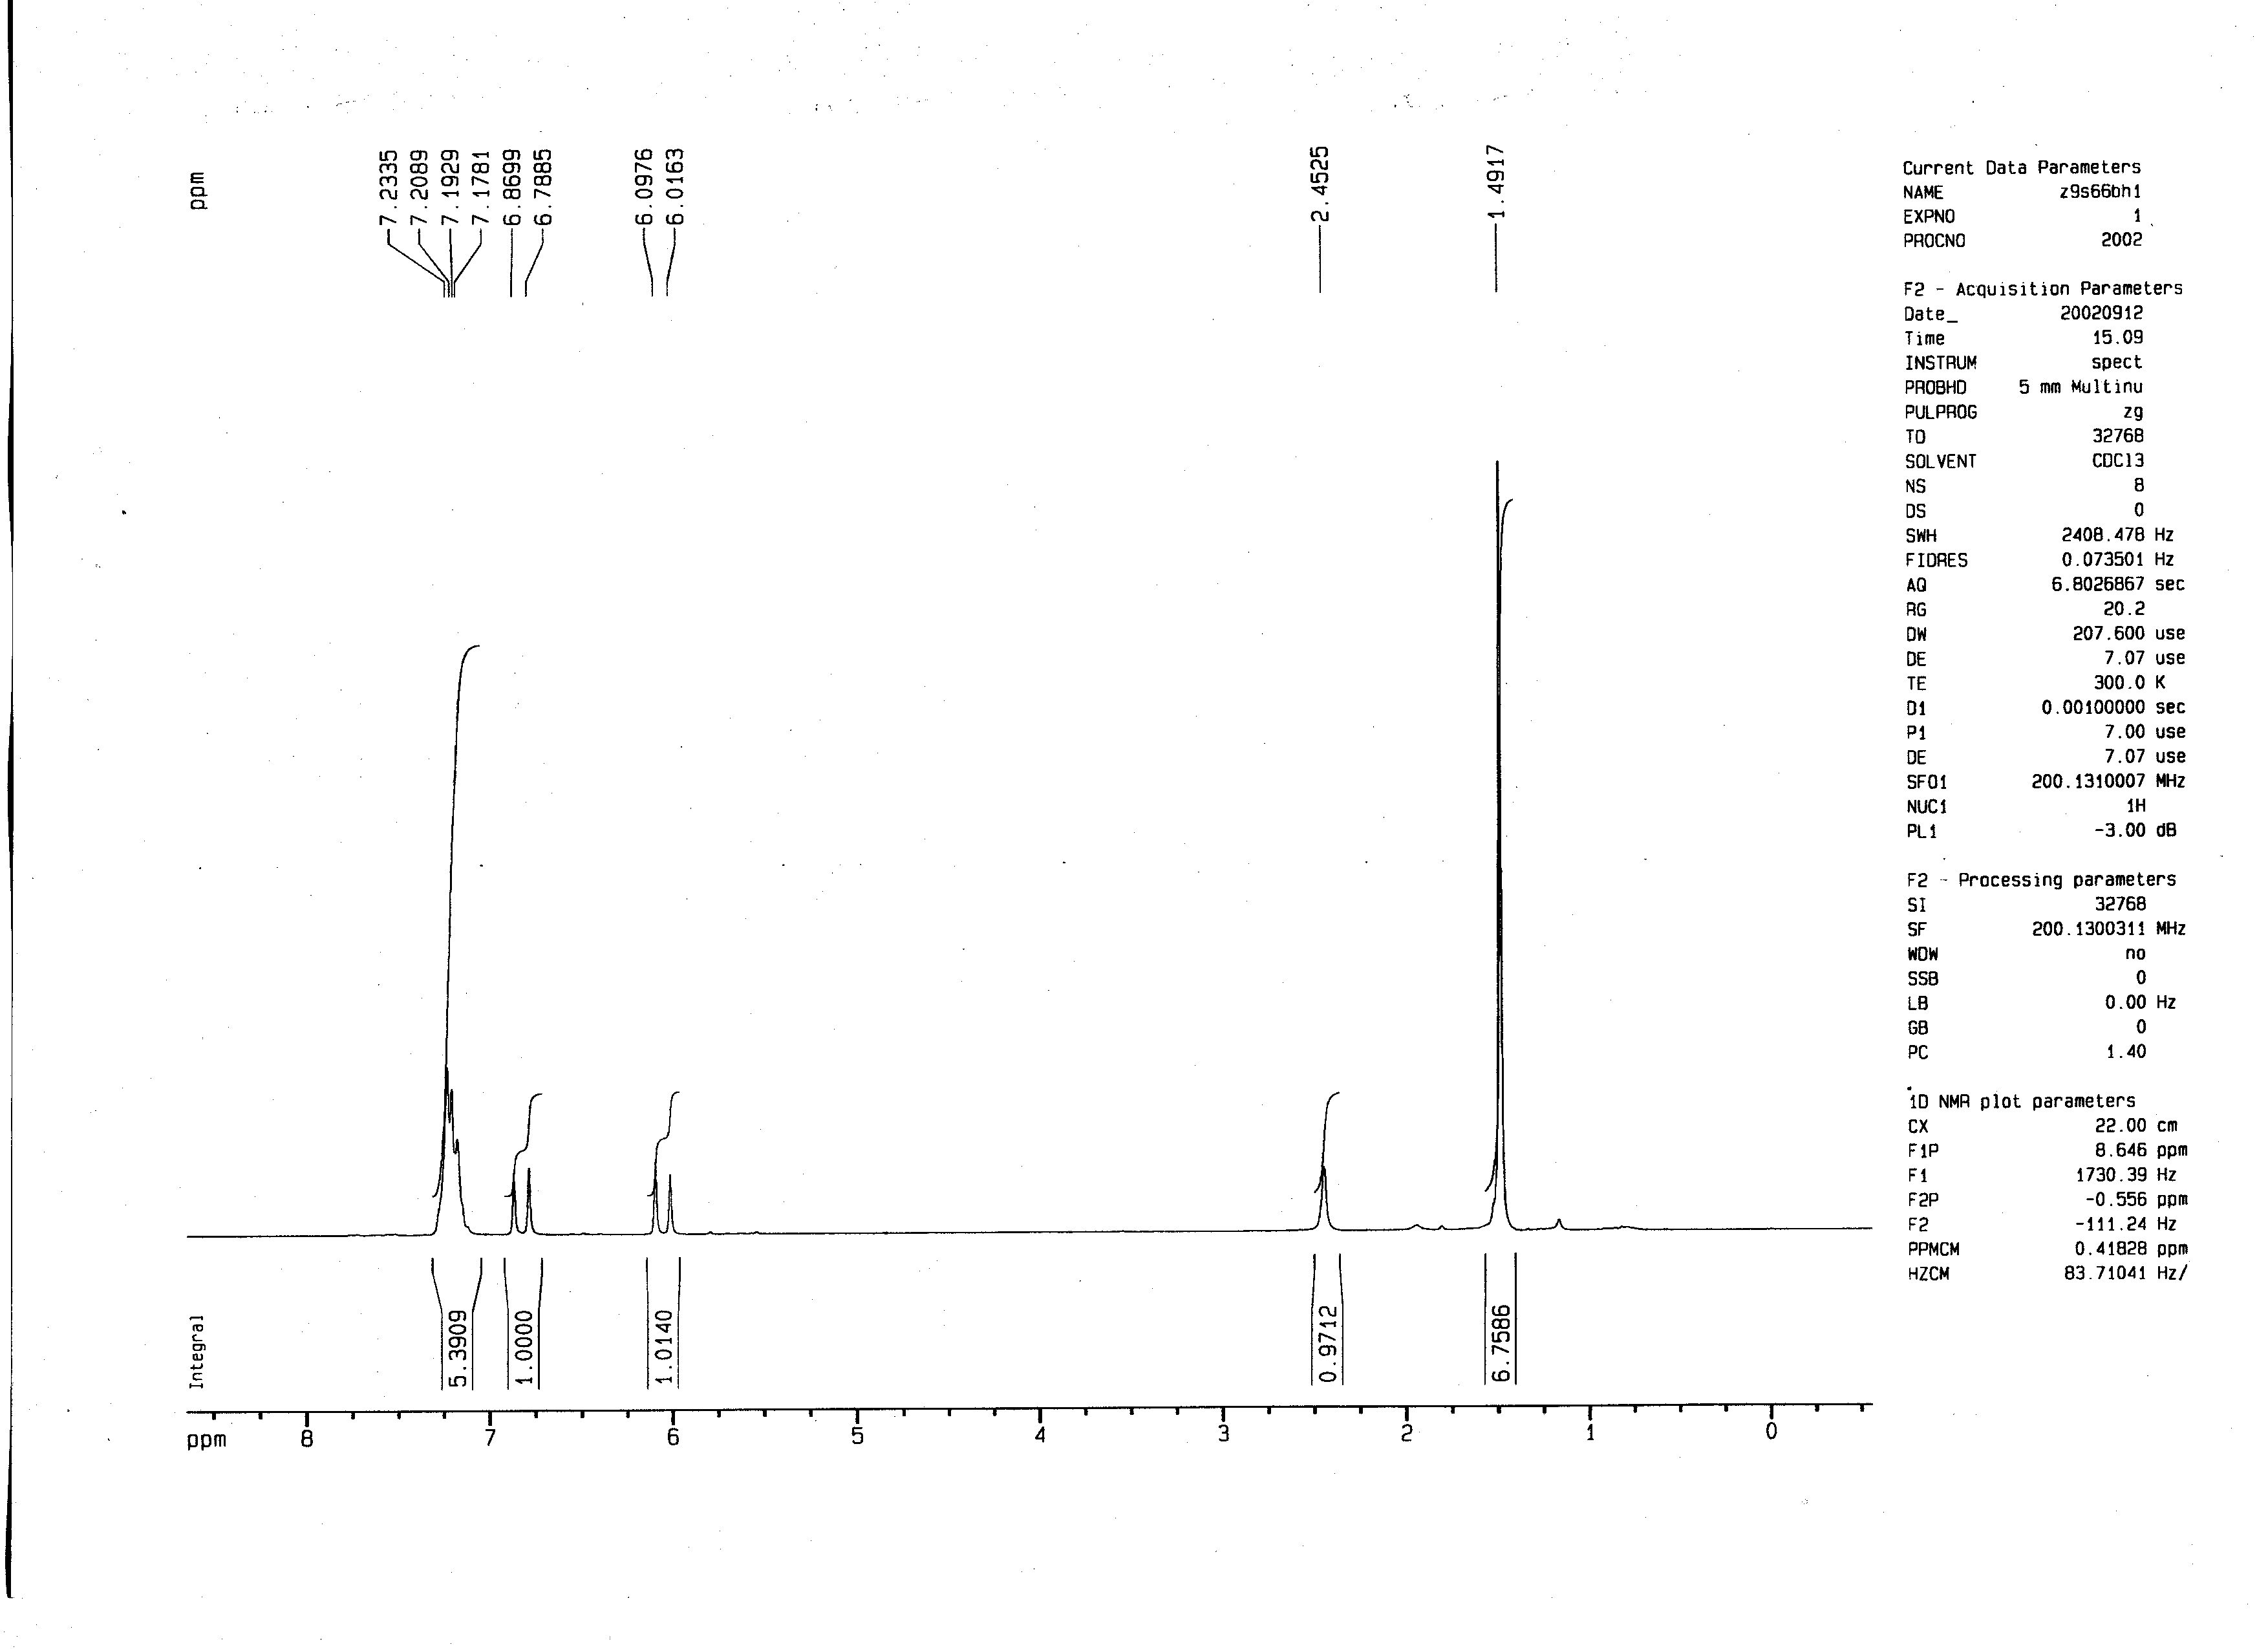 ppm
7.2335
7.2089
7.1929
7.1781
6.8699
6.7885
6.0976
6.0163
2.4525
1.4917
Current Data Parameters
NAME z9s66bh1
EXPNO 1
PROCNO 2002
F2 - Acquisition Parameters
Date_ 20020912
Time 15.09
INSTRUM spect
PROBHD 5 mm Multinu
PULPROG zg
TD 32768
SOLVENT CDCl3
NS 8
DS 0
SWH 2408.478 Hz
FIDRES 0.073501 Hz
AQ 6.8026867 sec
RG 20.2
DW 207.600 use
DE 7.07 use
TE 300.0 K
D1 0.00100000 sec
P1 7.00 use
DE 7.07 use
SFO1 200.1310007 MHz
NUC1 1H
PL1 -3.00 dB
F2 - Processing parameters
SI 32768
SF 200.1300311 MHz
WDW no
SSB 0
LB 0.00 Hz
GB 0
PC 1.40
1D NMR plot parameters
CX 22.00 cm
F1P 8.646 ppm
F1 1730.39 Hz
F2P -0.556 ppm
F2 -111.24 Hz
PPMCM 0.41828 ppm
HZCM 83.71041 Hz/
Integral
5.3909
1.0000
1.0140
0.9712
6.7586
ppm 8 7 6 5 4 3 2 1 0